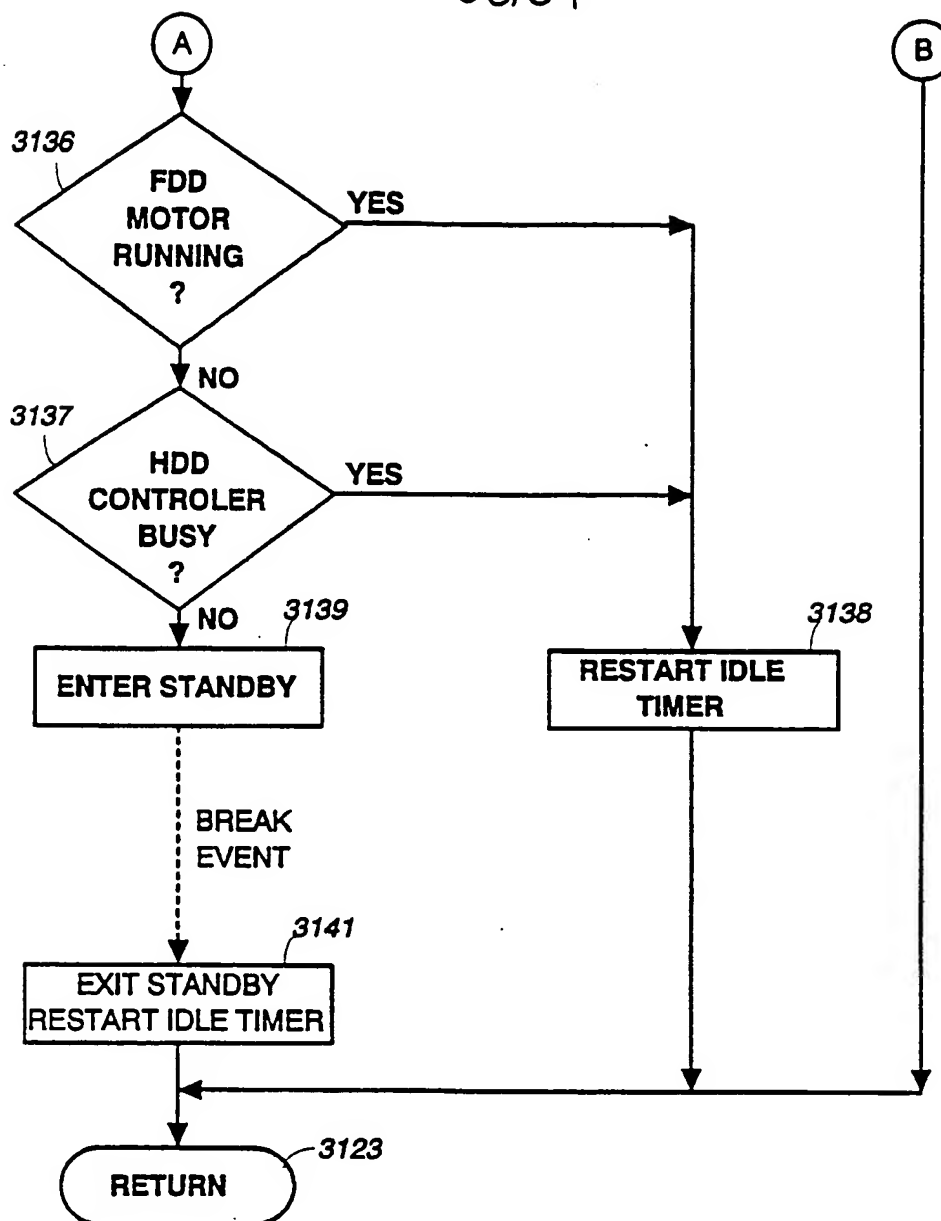 A
B
3136
FDD
MOTOR
RUNNING
?
YES
NO
3137
HDD
CONTROLER
BUSY
?
YES
NO
3139
ENTER STANDBY
3138
RESTART IDLE
TIMER
BREAK
EVENT
3141
EXIT STANDBY
RESTART IDLE TIMER
3123
RETURN